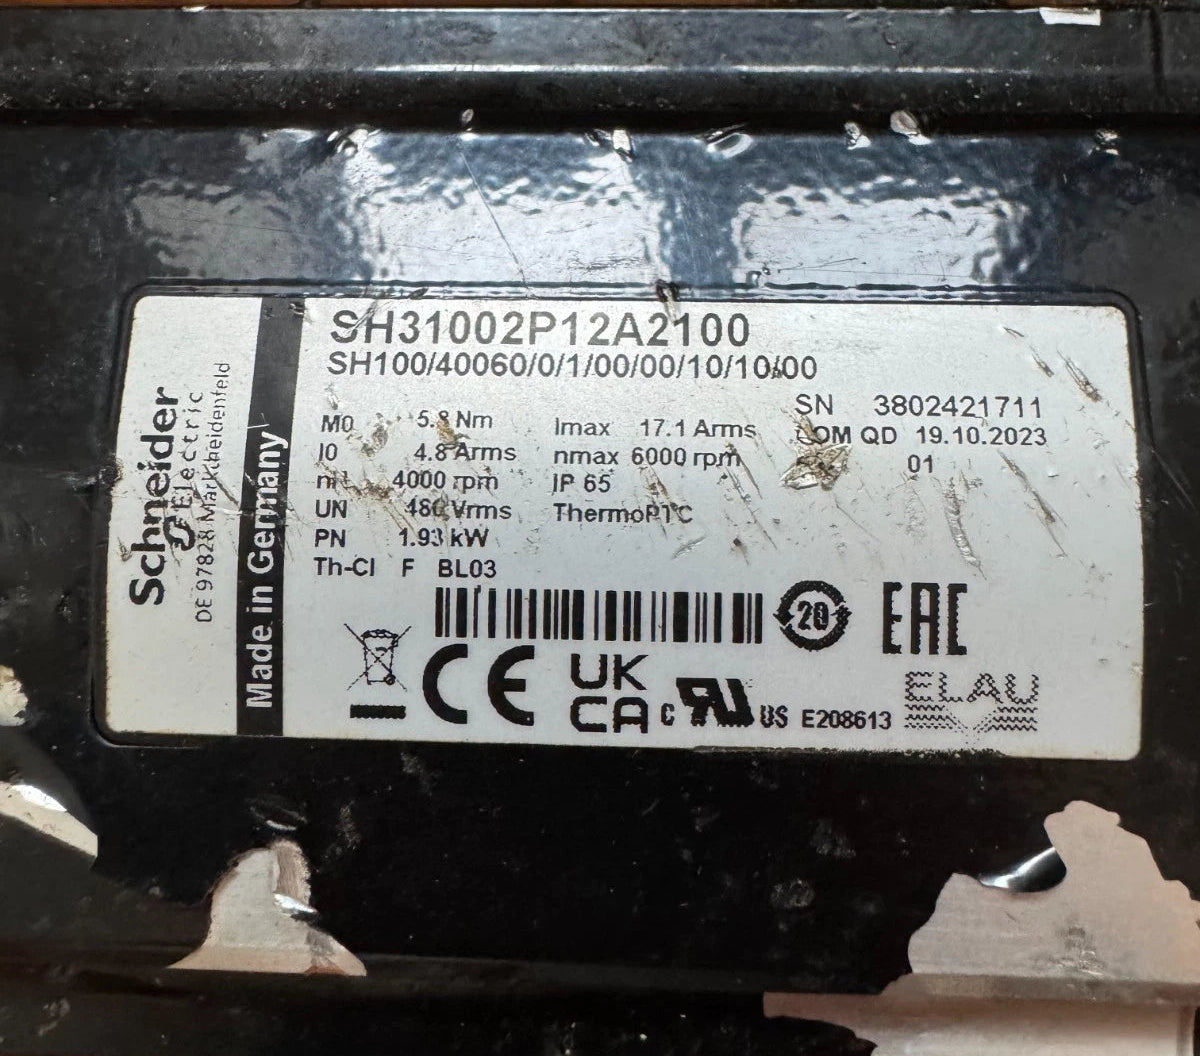 Schneider
Electric
DE 97828 Marktheidenfeld
Made in Germany
SH31002P12A2100
SH100/40060/0/1/00/00/10/10/00
M0 5.8 Nm Imax 17.1 Arms SN 3802421711
I0 4.8 Arms nmax 6000 rpm COM QD 19.10.2023
4000 rpm IP 65 01
UN 480 Vrms ThermoPTC
PN 1.93 kW
Th-Cl F BL03
20 EAC
CE UK CA c RU US E208613 ELAU